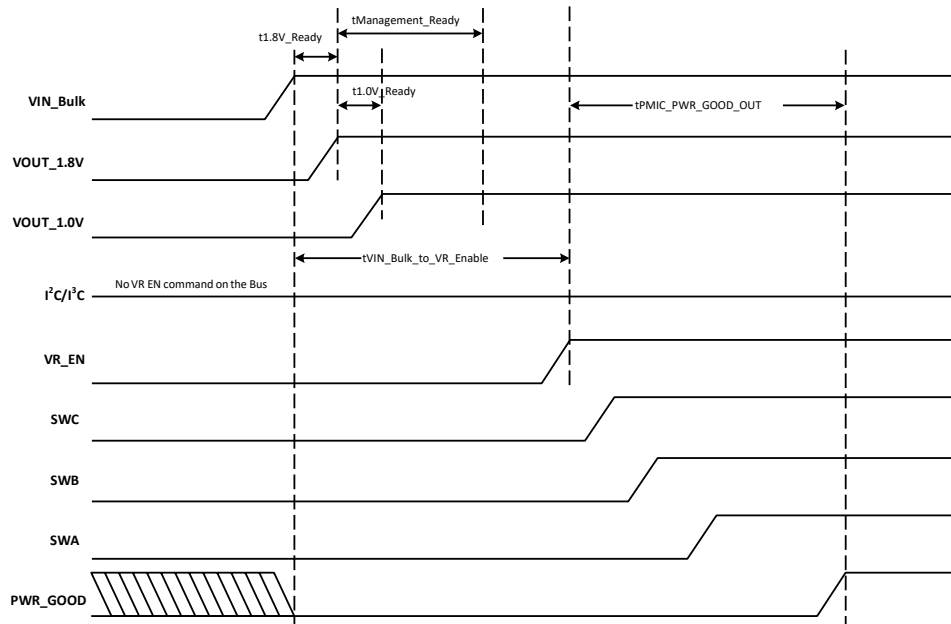 tManagement_Ready
t1.8V_Ready
VIN_Bulk
t1.0V_Ready
tPMIC_PWR_GOOD_OUT
VOUT_1.8V
VOUT_1.0V
tVIN_Bulk_to_VR_Enable
I²C/I³C
No VR EN command on the Bus
VR_EN
SWC
SWB
SWA
PWR_GOOD